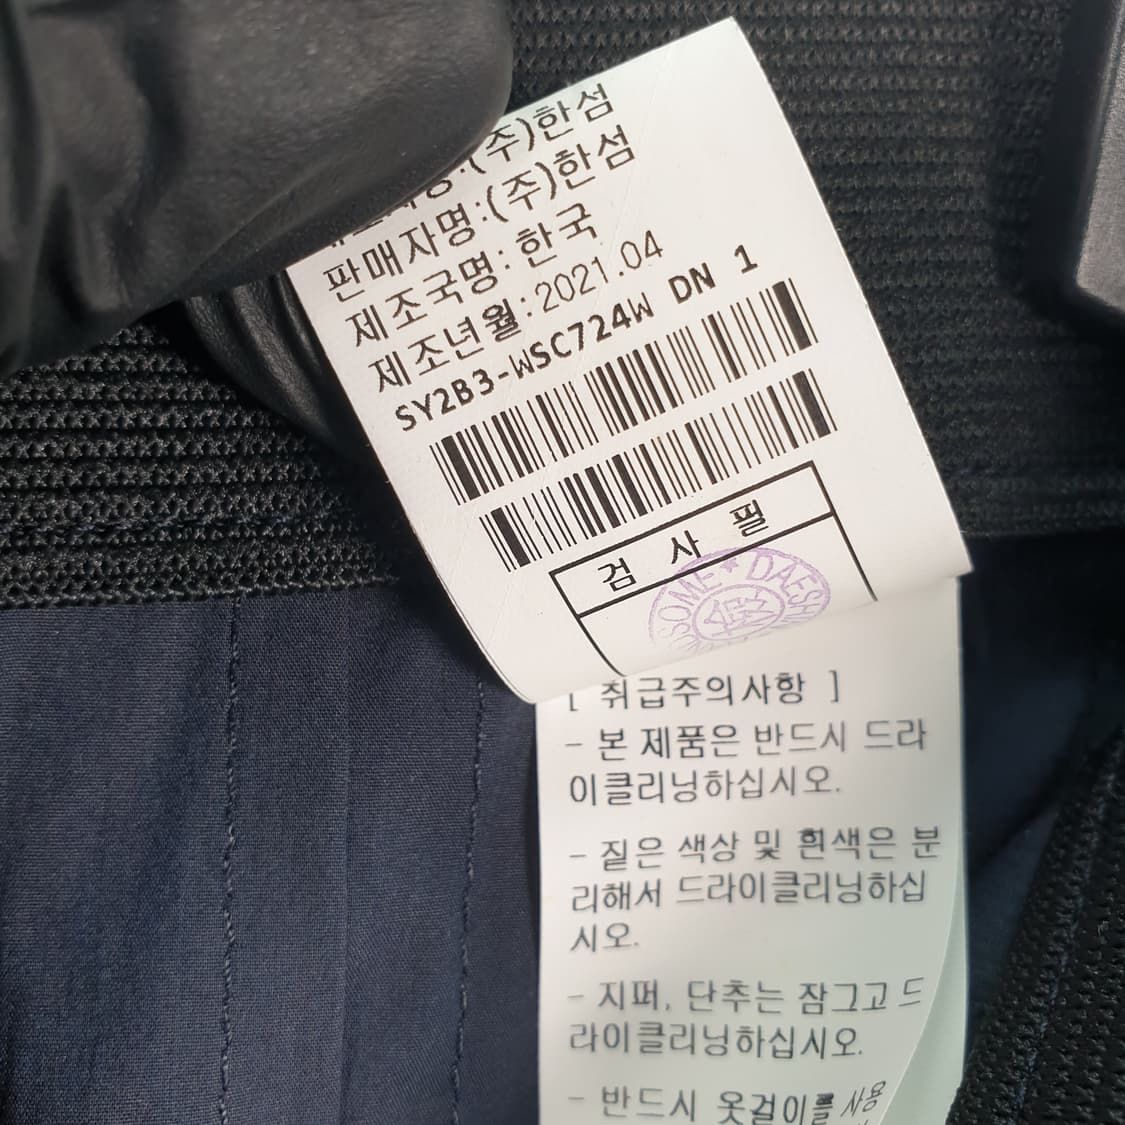 :(주)한섬
판매자명:(주)한섬
제조국명:한국
제조년월:2021.04
SY2B3-WSC724W DN 1
검 사 필
SOME★DAESH
[ 취급주의사항 ]
- 본 제품은 반드시 드라
이클리닝하십시오.
- 짙은 색상 및 흰색은 분
리해서 드라이클리닝하십
시오.
- 지퍼, 단추는 잠그고 드
라이클리닝하십시오.
- 반드시 옷걸이를 사용